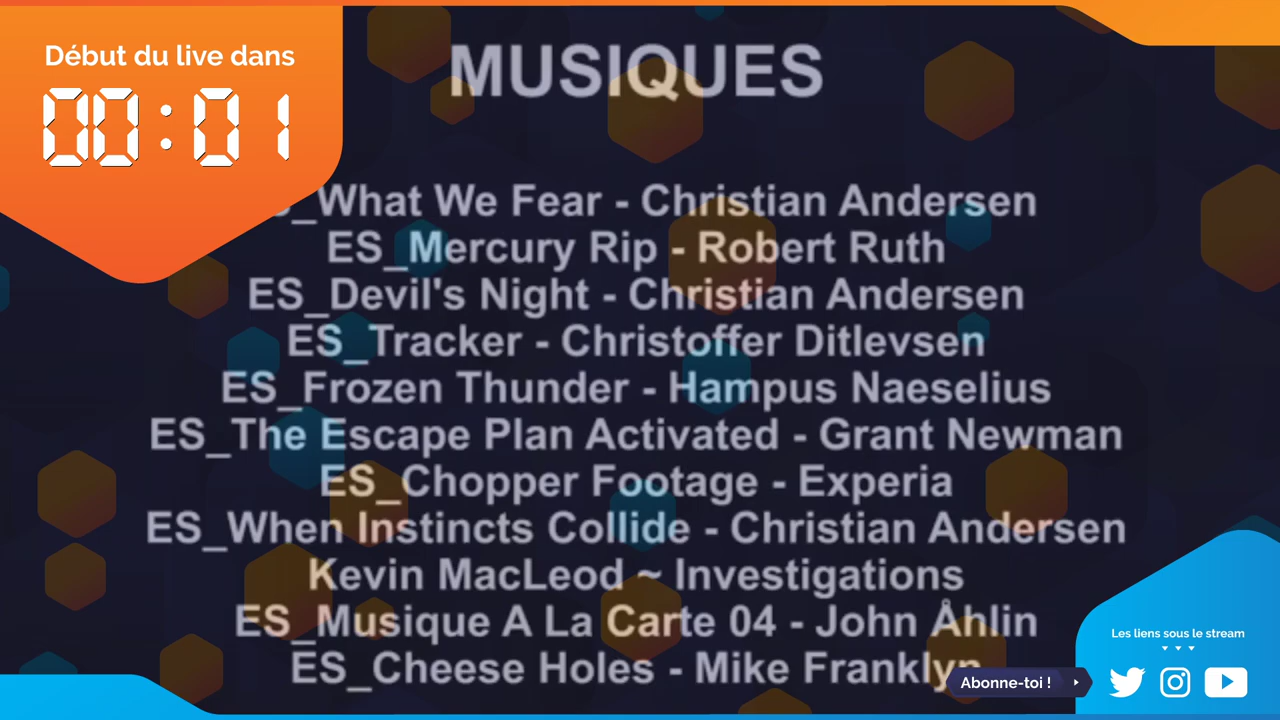 Début du live dans
00:01
MUSIQUES
_What We Fear - Christian Andersen
ES_Mercury Rip - Robert Ruth
ES_Devil's Night - Christian Andersen
ES_Tracker - Christoffer Ditlevsen
ES_Frozen Thunder - Hampus Naeselius
ES_The Escape Plan Activated - Grant Newman
ES_Chopper Footage - Experia
ES_When Instincts Collide - Christian Andersen
Kevin MacLeod ~ Investigations
ES_Musique A La Carte 04 - John Åhlin
ES_Cheese Holes - Mike Franklyn
Les liens sous le stream
Abonne-toi !